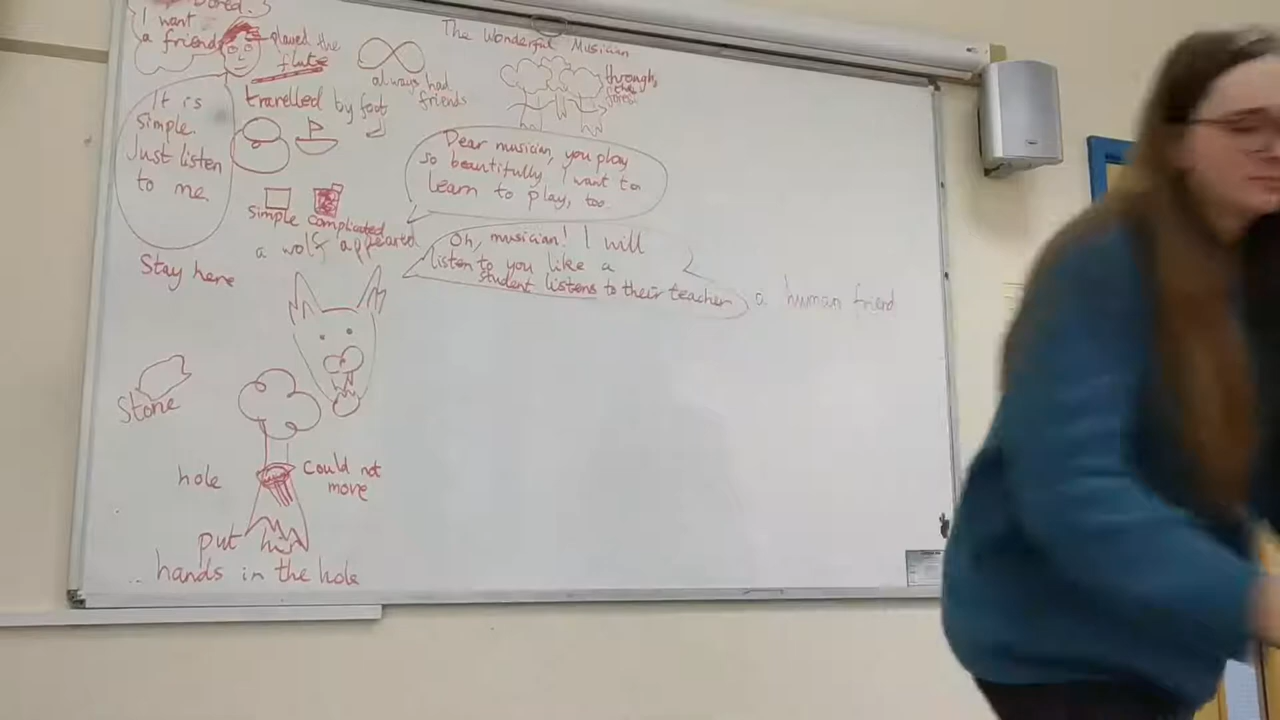 bored.
I want
a friend
played the
flute
The Wonderful Musician
always had
friends
through
the
forest
travelled by foot
It is
simple.
Just listen
to me.
Dear musician, you play
so beautifully. I want to
learn to play, too.
simple complicated
a wolf appeared
Oh, musician! I will
listen to you like a
student listens to their teacher
a human friend
Stay here
Stone
hole
could not
move
put
hands in the hole